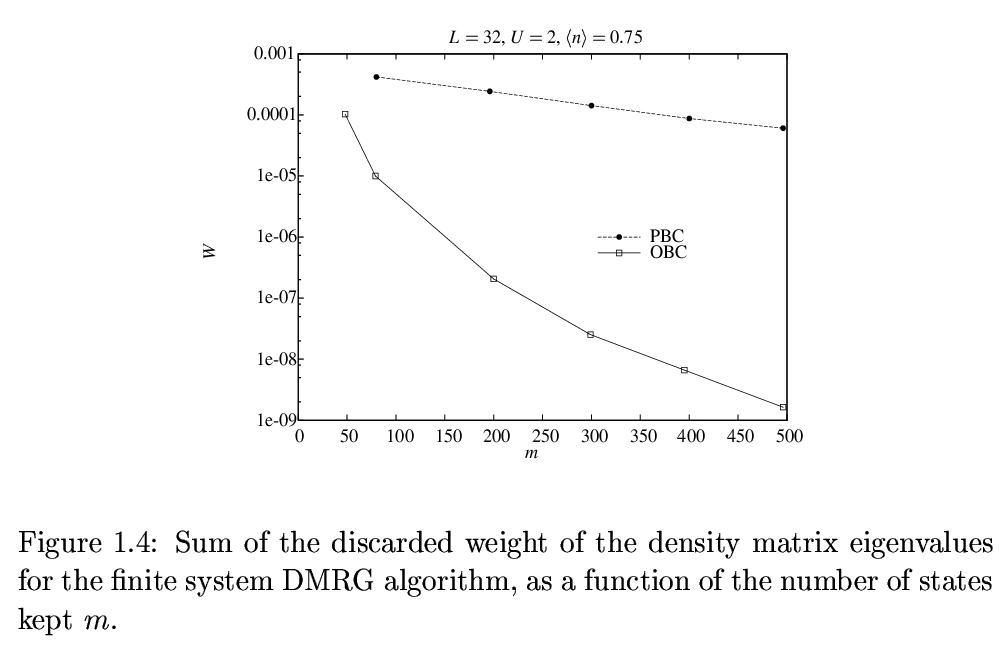 L = 32, U = 2, ⟨n⟩ = 0.75
0.001
0.0001
1e-05
1e-06
1e-07
1e-08
1e-09
W
PBC
OBC
0 50 100 150 200 250 300 350 400 450 500
m
Figure 1.4: Sum of the discarded weight of the density matrix eigenvalues
for the finite system DMRG algorithm, as a function of the number of states
kept m.